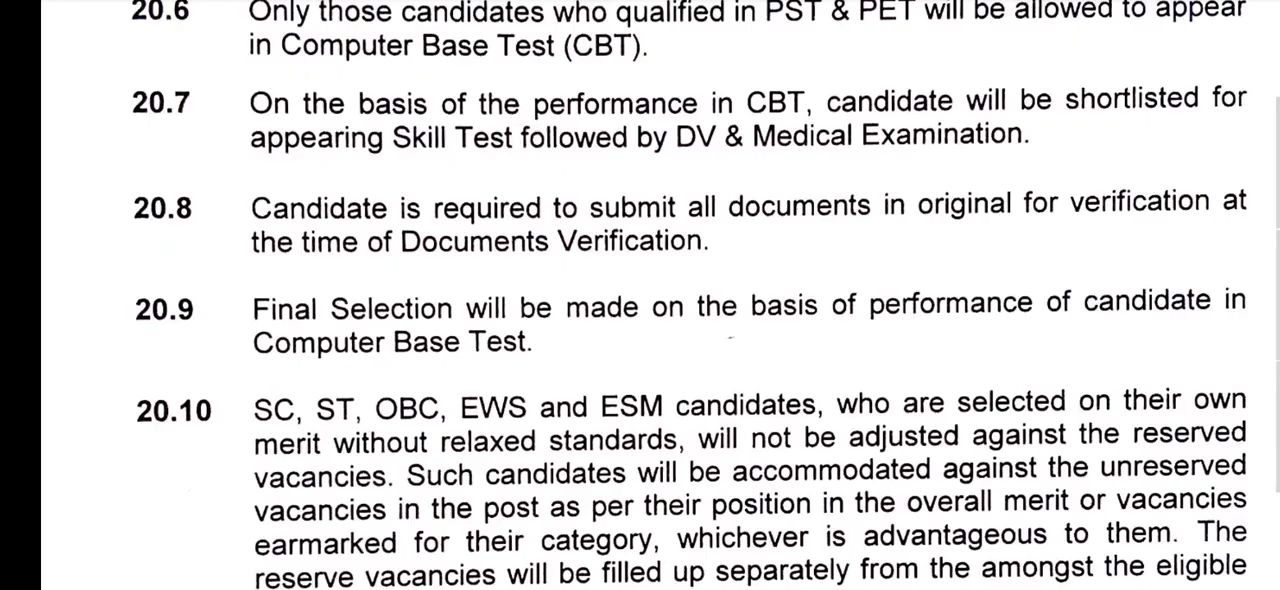 20.6 Only those candidates who qualified in PST & PET will be allowed to appear
in Computer Base Test (CBT).
20.7 On the basis of the performance in CBT, candidate will be shortlisted for
appearing Skill Test followed by DV & Medical Examination.
20.8 Candidate is required to submit all documents in original for verification at
the time of Documents Verification.
20.9 Final Selection will be made on the basis of performance of candidate in
Computer Base Test.
20.10 SC, ST, OBC, EWS and ESM candidates, who are selected on their own
merit without relaxed standards, will not be adjusted against the reserved
vacancies. Such candidates will be accommodated against the unreserved
vacancies in the post as per their position in the overall merit or vacancies
earmarked for their category, whichever is advantageous to them. The
reserve vacancies will be filled up separately from the amongst the eligible